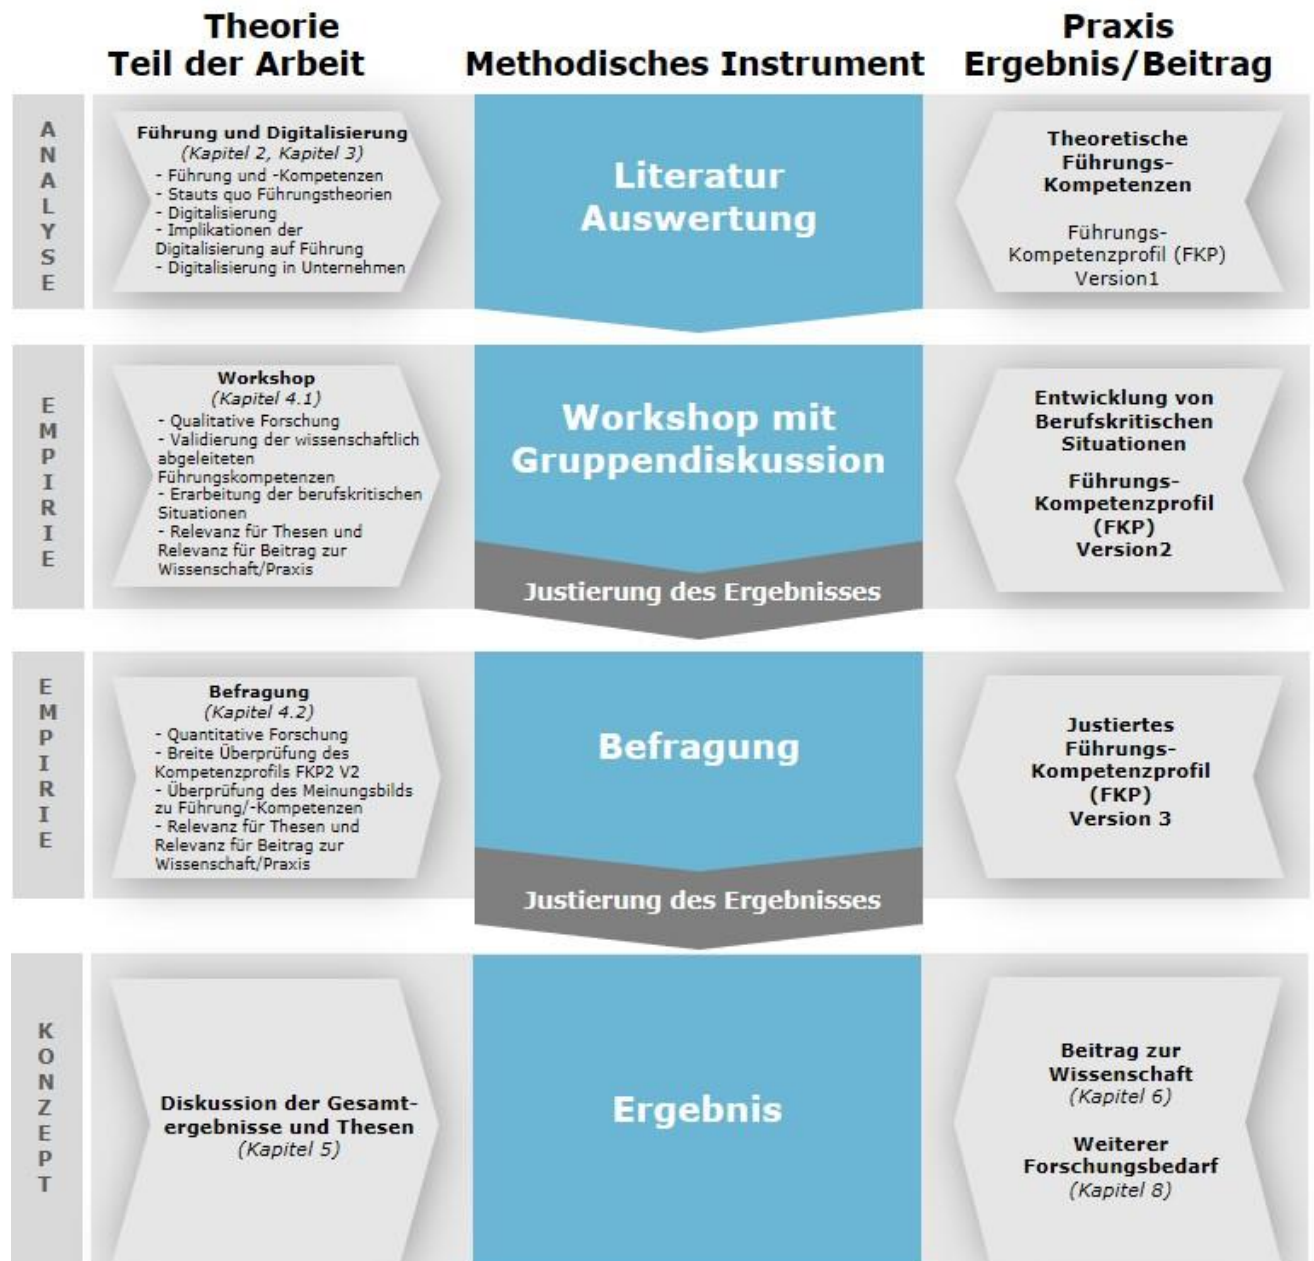 Theorie
Teil der Arbeit
Methodisches Instrument
Praxis
Ergebnis/Beitrag
ANALYSE
Führung und Digitalisierung
(Kapitel 2, Kapitel 3)
- Führung und -Kompetenzen
- Stauts quo Führungstheorien
- Digitalisierung
- Implikationen der
Digitalisierung auf Führung
- Digitalisierung in Unternehmen
Literatur
Auswertung
Theoretische
Führungs-
Kompetenzen
Führungs-
Kompetenzprofil (FKP)
Version1
EMPIRIE
Workshop
(Kapitel 4.1)
- Qualitative Forschung
- Validierung der wissenschaftlich
abgeleiteten
Führungskompetenzen
- Erarbeitung der berufskritischen
Situationen
- Relevanz für Thesen und
Relevanz für Beitrag zur
Wissenschaft/Praxis
Workshop mit
Gruppendiskussion
Justierung des Ergebnisses
Entwicklung von
Berufskritischen
Situationen
Führungs-
Kompetenzprofil
(FKP)
Version2
EMPIRIE
Befragung
(Kapitel 4.2)
- Quantitative Forschung
- Breite Überprüfung des
Kompetenzprofils FKP2 V2
- Überprüfung des Meinungsbilds
zu Führung/-Kompetenzen
- Relevanz für Thesen und
Relevanz für Beitrag zur
Wissenschaft/Praxis
Befragung
Justierung des Ergebnisses
Justiertes
Führungs-
Kompetenzprofil
(FKP)
Version 3
KONZEPT
Diskussion der Gesamt-
ergebnisse und Thesen
(Kapitel 5)
Ergebnis
Beitrag zur
Wissenschaft
(Kapitel 6)
Weiterer
Forschungsbedarf
(Kapitel 8)